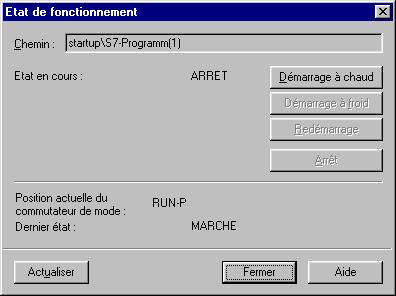 Etat de fonctionnement
Chemin : startup\S7-Programm(1)
Etat en cours : ARRET Démarrage à chaud
Démarrage à froid
Redémarrage
Arrêt
Position actuelle du
commutateur de mode : RUN-P
Dernier état : MARCHE
Actualiser Fermer Aide